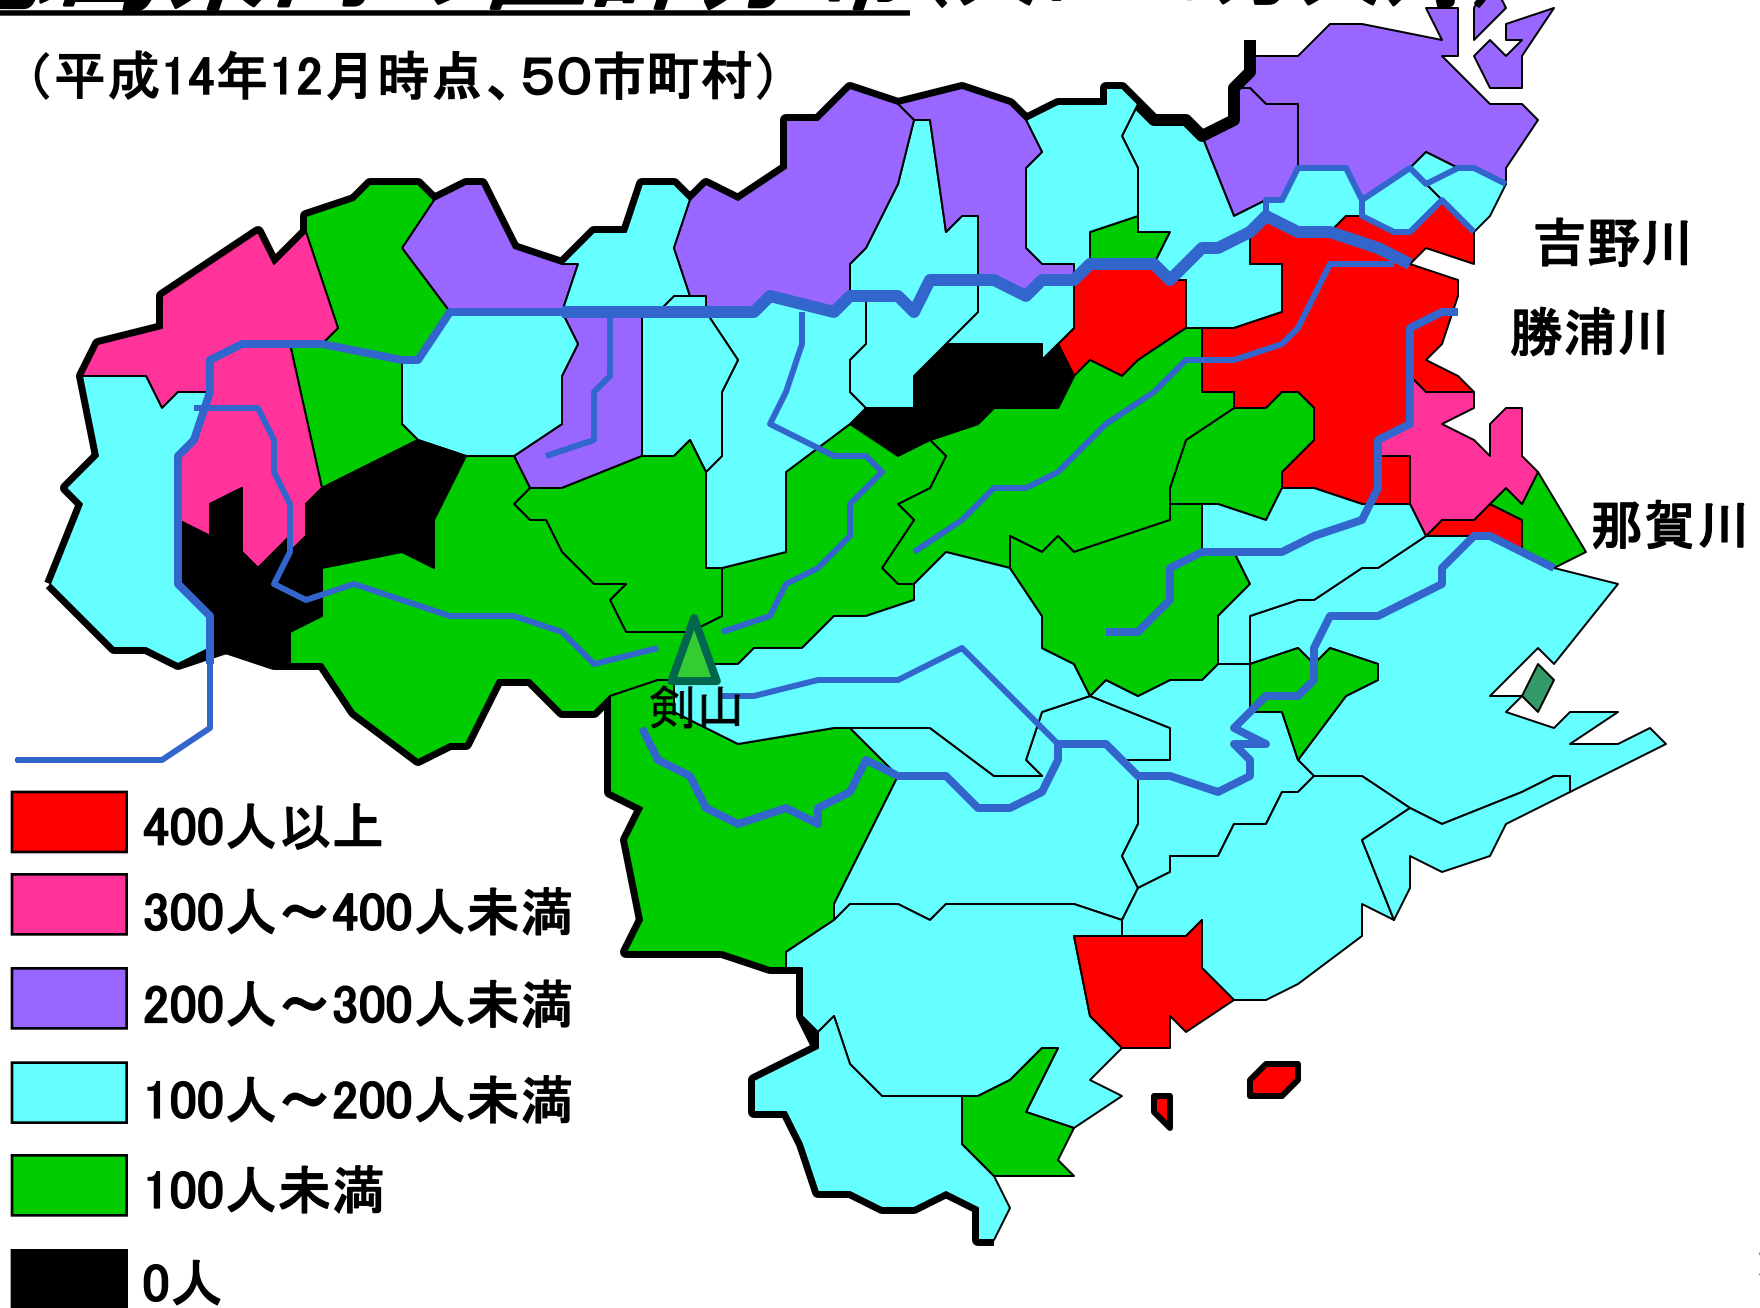 （平成14年12月時点、50市町村）
吉野川
勝浦川
那賀川
剣山
400人以上
300人～400人未満
200人～300人未満
100人～200人未満
100人未満
0人